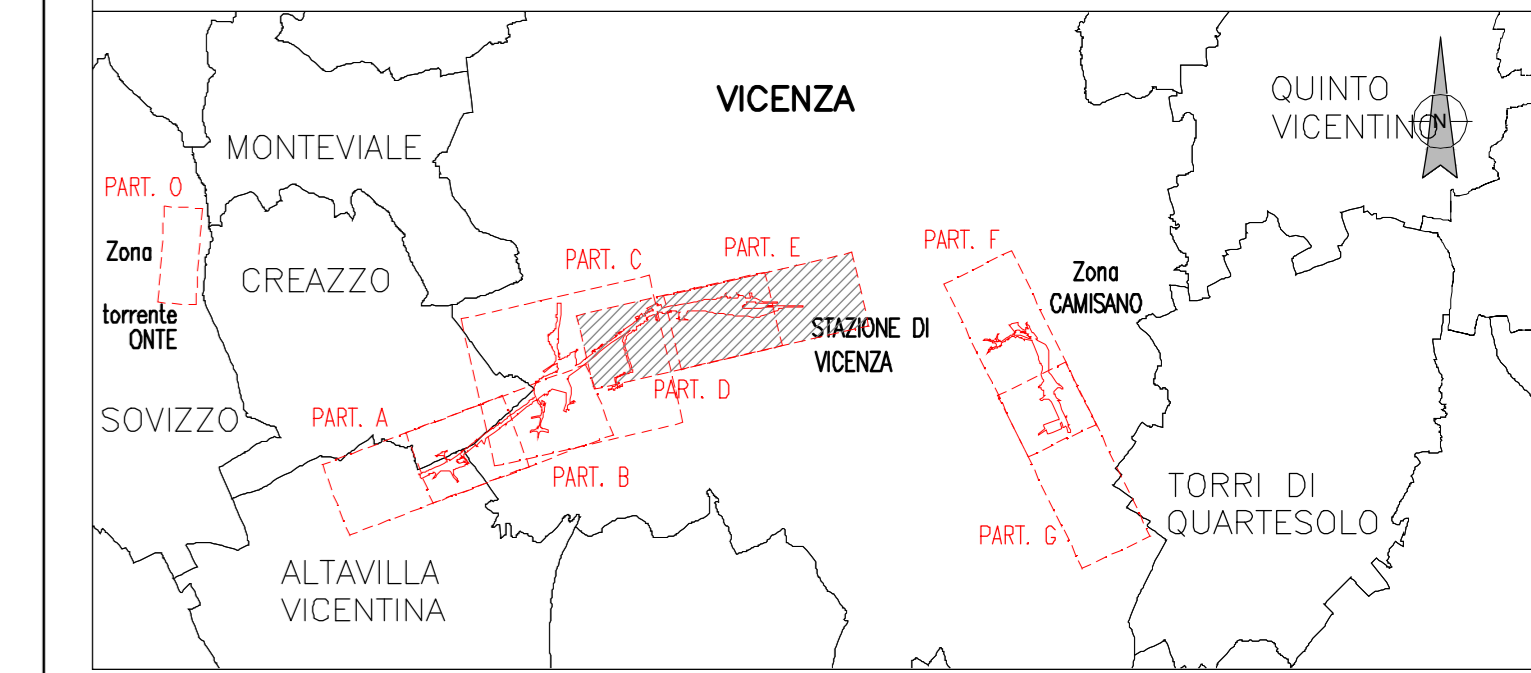 VICENZA
QUINTO
VICENTINO
N
MONTEVIALE
PART. 0
Zona
torrente
ONTE
CREAZZO
PART. C
PART. E
PART. F
Zona
CAMISANO
STAZIONE DI
VICENZA
PART. D
SOVIZZO
PART. A
PART. B
TORRI DI
QUARTESOLO
PART. G
ALTAVILLA
VICENTINA